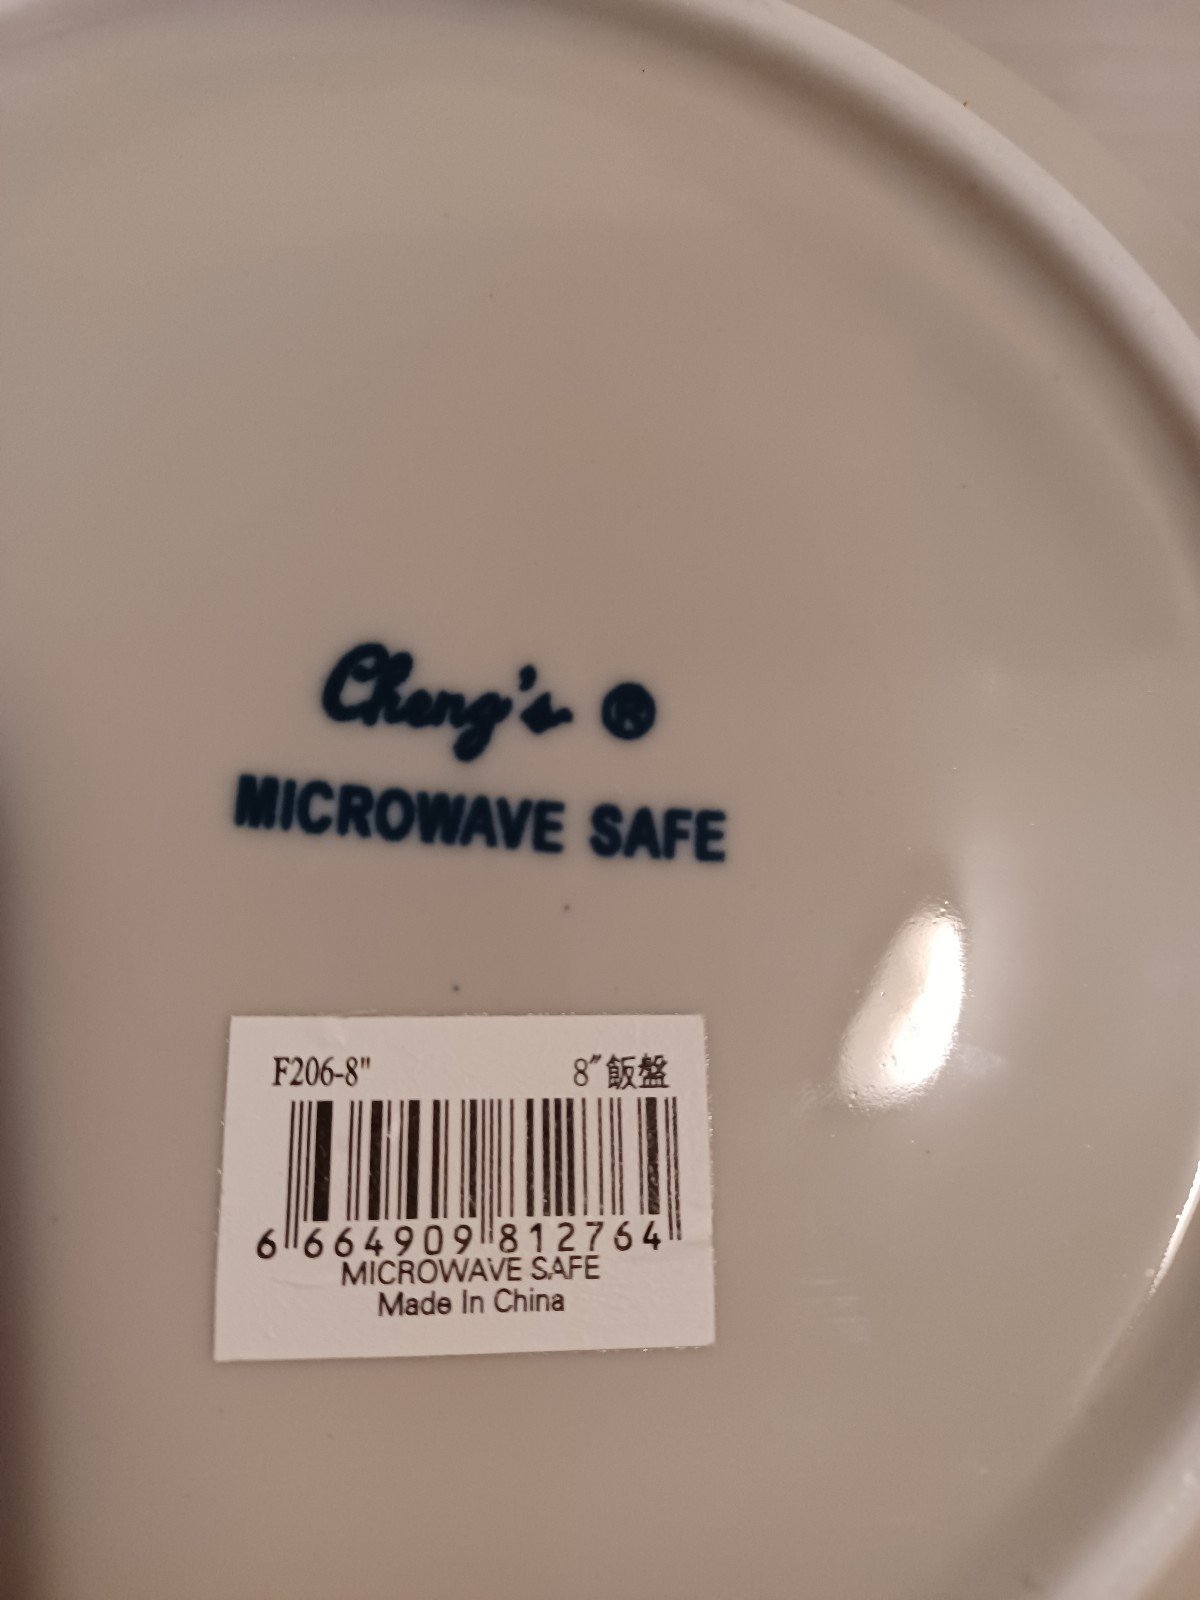 Cheng's ®
MICROWAVE SAFE
F206-8" 8″飯盤
6 664909 812764
MICROWAVE SAFE
Made In China